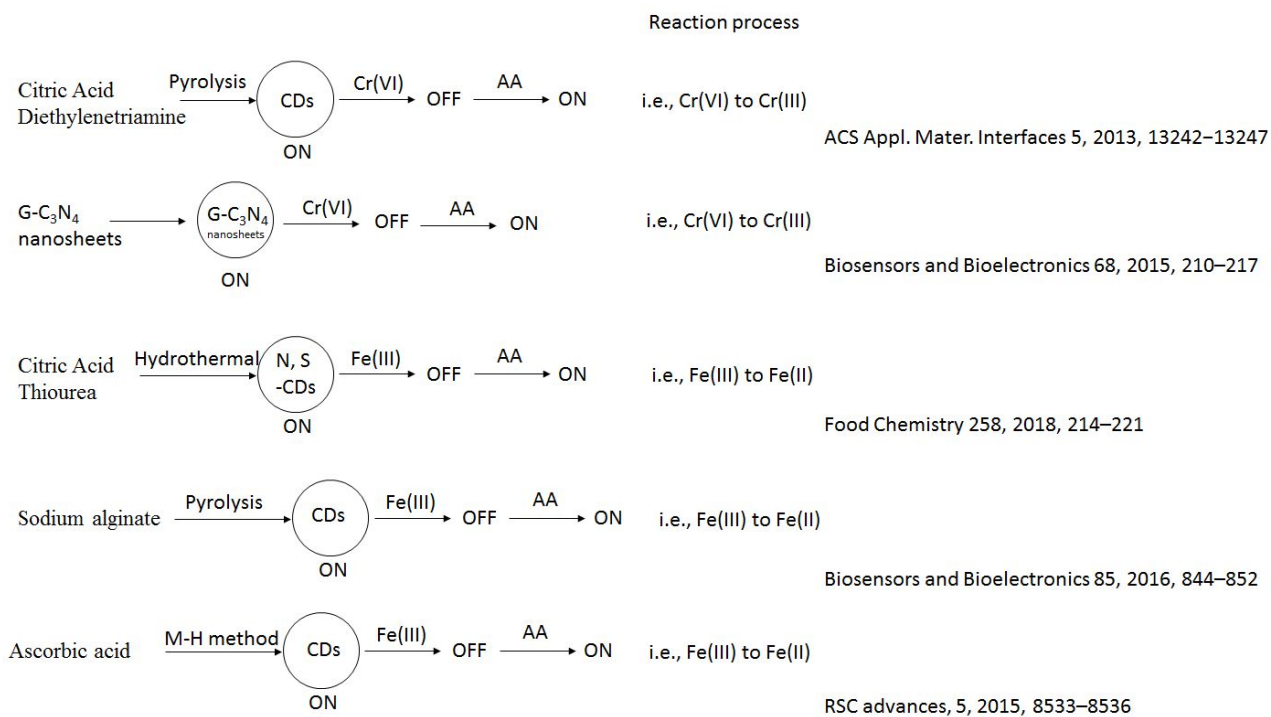 Reaction process
Citric Acid
Diethylenetriamine
Pyrolysis
CDs
ON
Cr(VI)
OFF
AA
ON
i.e., Cr(VI) to Cr(III)
ACS Appl. Mater. Interfaces 5, 2013, 13242−13247
G-C₃N₄
nanosheets
G-C₃N₄
nanosheets
ON
Cr(VI)
OFF
AA
ON
i.e., Cr(VI) to Cr(III)
Biosensors and Bioelectronics 68, 2015, 210–217
Citric Acid
Thiourea
Hydrothermal
N, S
-CDs
ON
Fe(III)
OFF
AA
ON
i.e., Fe(III) to Fe(II)
Food Chemistry 258, 2018, 214–221
Sodium alginate
Pyrolysis
CDs
ON
Fe(III)
OFF
AA
ON
i.e., Fe(III) to Fe(II)
Biosensors and Bioelectronics 85, 2016, 844–852
Ascorbic acid
M-H method
CDs
ON
Fe(III)
OFF
AA
ON
i.e., Fe(III) to Fe(II)
RSC advances, 5, 2015, 8533–8536